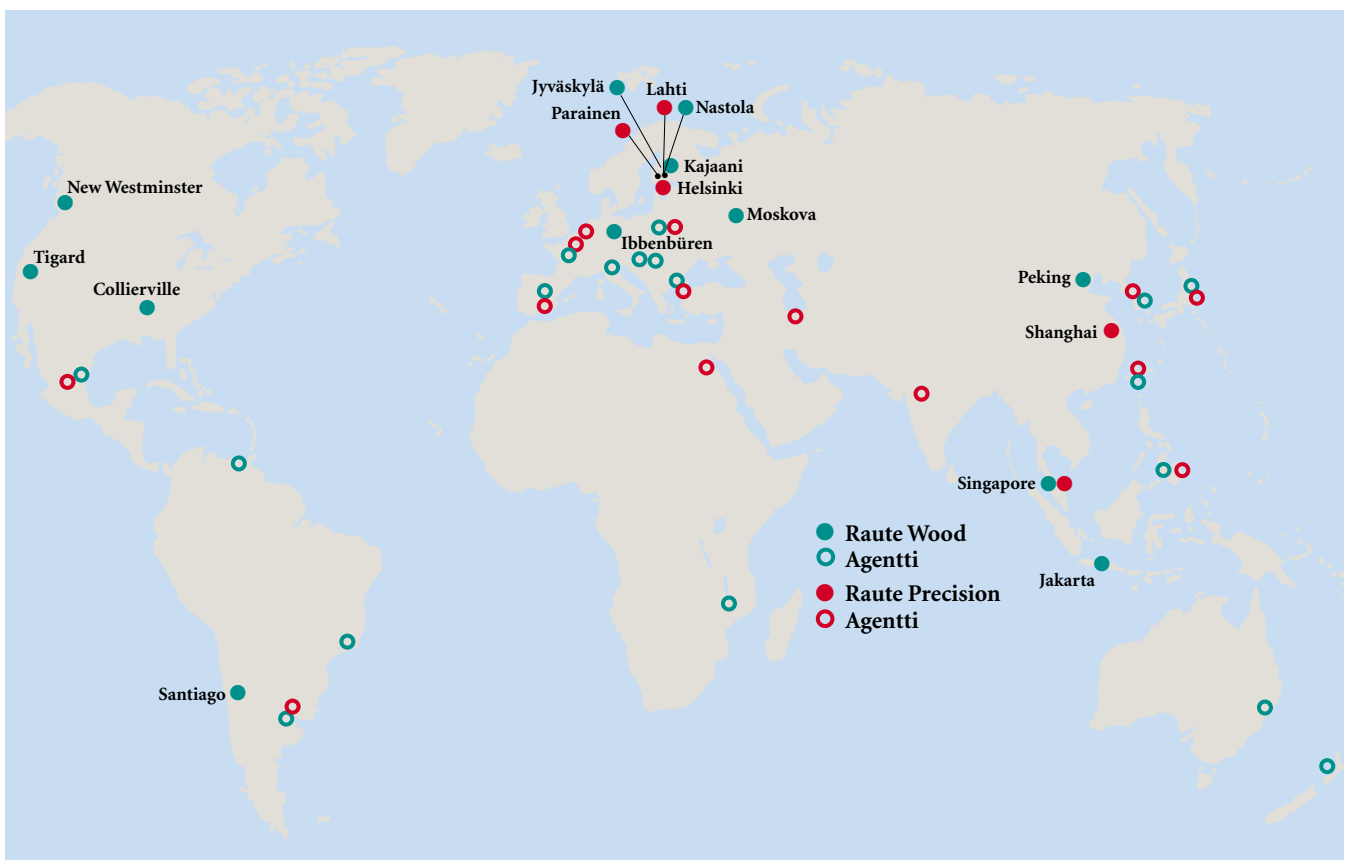 Jyväskylä
Lahti
Parainen
Nastola
Kajaani
New Westminster
Helsinki
Moskova
Ibbenbüren
Tigard
Peking
Collierville
Shanghai
Singapore
Raute Wood
Agentti
Jakarta
Raute Precision
Agentti
Santiago